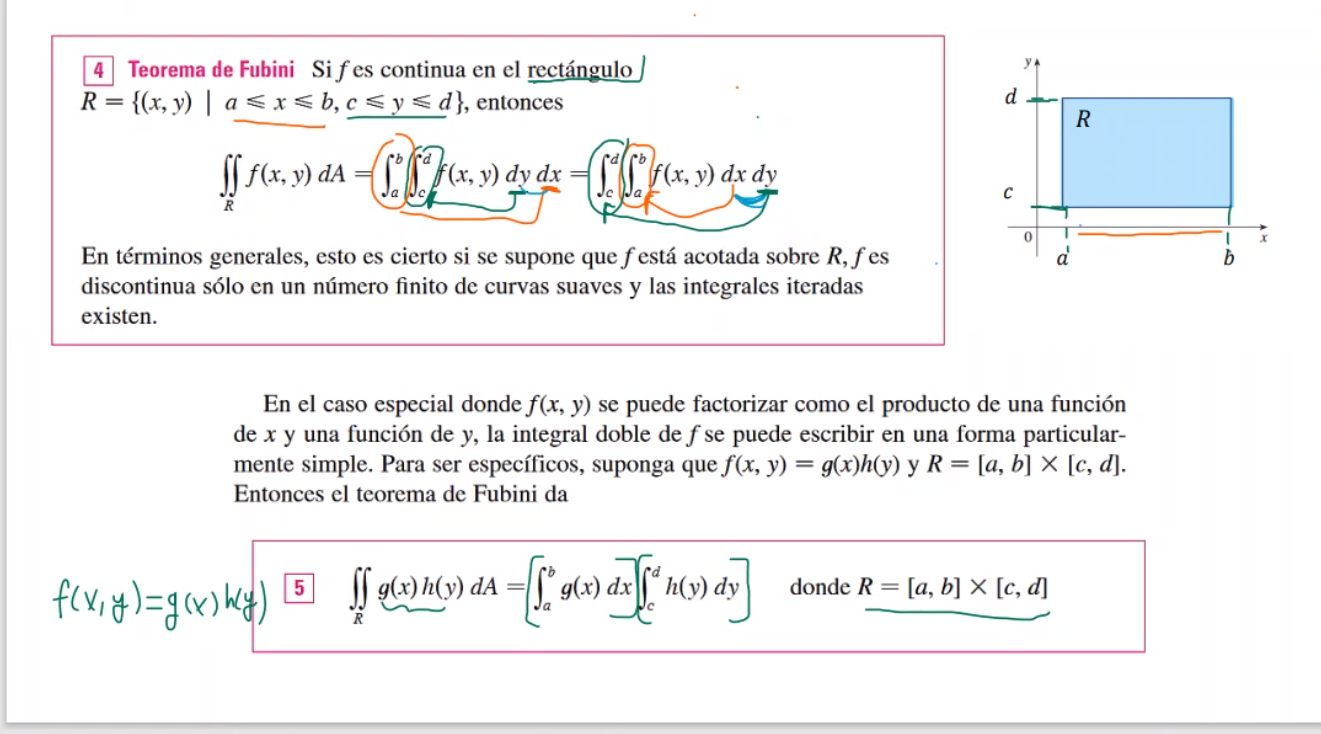 4 Teorema de Fubini Si f es continua en el rectángulo
R = {(x, y) | a ⩽ x ⩽ b, c ⩽ y ⩽ d}, entonces
∬_R f(x, y) dA = ∫_a^b ∫_c^d f(x, y) dy dx = ∫_c^d ∫_a^b f(x, y) dx dy
En términos generales, esto es cierto si se supone que f está acotada sobre R, f es
discontinua sólo en un número finito de curvas suaves y las integrales iteradas
existen.
y
d
R
c
0
x
a
b
En el caso especial donde f(x, y) se puede factorizar como el producto de una función
de x y una función de y, la integral doble de f se puede escribir en una forma particular-
mente simple. Para ser específicos, suponga que f(x, y) = g(x)h(y) y R = [a, b] × [c, d].
Entonces el teorema de Fubini da
f(x,y)=g(x)h(y)
5 ∬_R g(x) h(y) dA = [∫_a^b g(x) dx][∫_c^d h(y) dy] donde R = [a, b] × [c, d]